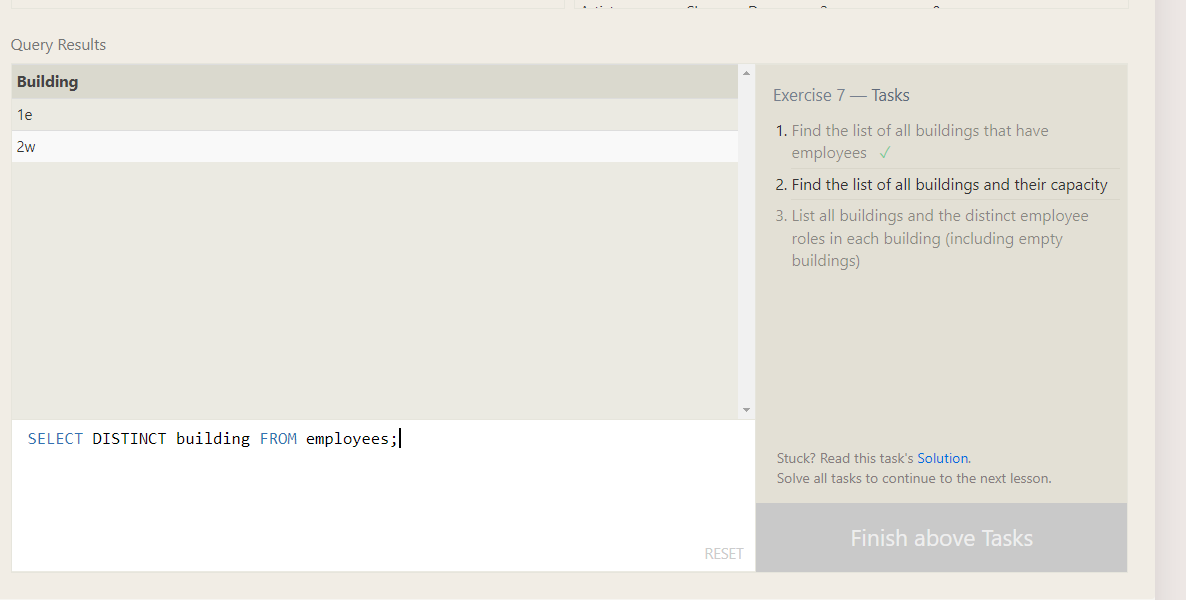 Query Results
Building
1e
2w
Exercise 7 — Tasks
1. Find the list of all buildings that have
employees ✓
2. Find the list of all buildings and their capacity
3. List all buildings and the distinct employee
roles in each building (including empty
buildings)
SELECT DISTINCT building FROM employees;
RESET
Stuck? Read this task's Solution.
Solve all tasks to continue to the next lesson.
Finish above Tasks